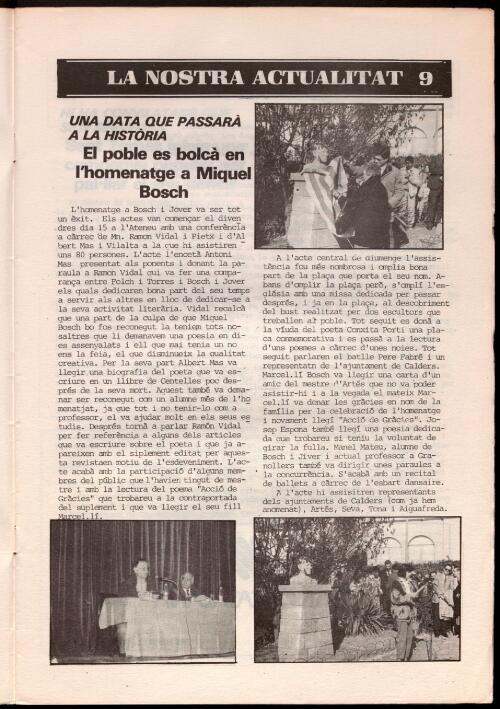 LA NOSTRA ACTUALITAT 9
UNA DATA QUE PASSARÀ
A LA HISTÒRIA
El poble es bolcà en
l'homenatge a Miquel
Bosch
L'homenatge a Bosch i Jover va ser tot
un èxit. Els actes van començar el diven
dres dia 15 a l'Ateneu amb una conferència
a càrrec de Mn. Ramon Vidal i Pietx i d'Al
bert Mas i Vilalta a la que hi asistiren
uns 80 persones. L'acte l'encetà Antoni
Mas presentat als ponents i donant la pa-
raula a Ramon Vidal qui va fer una compa-
rança entre Folch i Torres i Bosch i Jover
els quals dedicaren bona part del seu temps
a servir als altres en lloc de dedicar-se a
la seva activitat literària. Vidal recalcà
que una part de la culpa de que Miquel
Bosch no fos reconegut la teniem tots no-
saltres que li demanavem una poesia en di-
es assenyalats i ell que mai tenia un no
ens la feia, el que disminueix la qualitat
creativa. Per la seva part Albert Mas va
llegir una biografia del poeta que va es-
criure en un llibre de Centelles poc des-
prés de la seva mort. Aquest també va dema-
nar ser reconegut com un alumne més de l'ho
menatjat, ja que tot i no tenir-lo com a
professor, el va ajudar molt en els seus es
tudis. Després tornà a parlar Ramón Vidal
per fer referència a alguns dels articles
que va escriure sobre el poeta i que ja a-
pareixen amb el siplement editat per aques-
ta revistaen motiu de l'esdeveniment. L'ac-
te acabà amb la participació d'alguns mem-
bres del públic que l'havien tingut de mes-
tre i amb la lectura del poema "Acció de
Gràcies" que trobareu a la contraportada
del suplement i que va llegir el seu fill
Marcel.lí.
A l'acte central de diumenge l'assis-
tència fou més nombrosa i omplia bona
part de la plaça que porta el seu nom. A-
bans d'omplir la plaça però, s'omplí l'es-
glésia amb una missa dedicada per passar
després, i ja en la plaça, al descobriment
del bust realitzat per dos escultors que
treballen al poble. Tot seguit es donà a
la vfuda del poeta Conxita Porti una pla-
ca commemorativa i es passà a la lectura
d'uns poemes a càrrec d'unes noies. Tot
seguit parlaren el batlle Pere Fabré i un
representatn de l'ajuntament de Calders.
Marcel.lí Bosch va llegir una carta d'un
amic del mestre d'Artés que no va poder
asistir-hi i a la vegada el mateix Mar-
cel.lí va donar les gràcies en nom de la
família per la celebració de l'homenatge
i novament llegí "Acció de Gràcies". Jo-
sep Espona també llegí una poesia dedica-
da que trobareu si teniu la voluntat de
girar la fulla. Manel Mateu, alumne de
Bosch i Jiver i actual professor a Gra-
nollers també va dirigir unes paraules a
la concurrència. S'acabà amb un recital
de ballets a càrrec de l'esbart dansaire.
A l'acte hi assisitren representants
dels ajuntaments de Calders (com ja hem
anomenat), Artés, Seva, Tona i Aiguafreda.